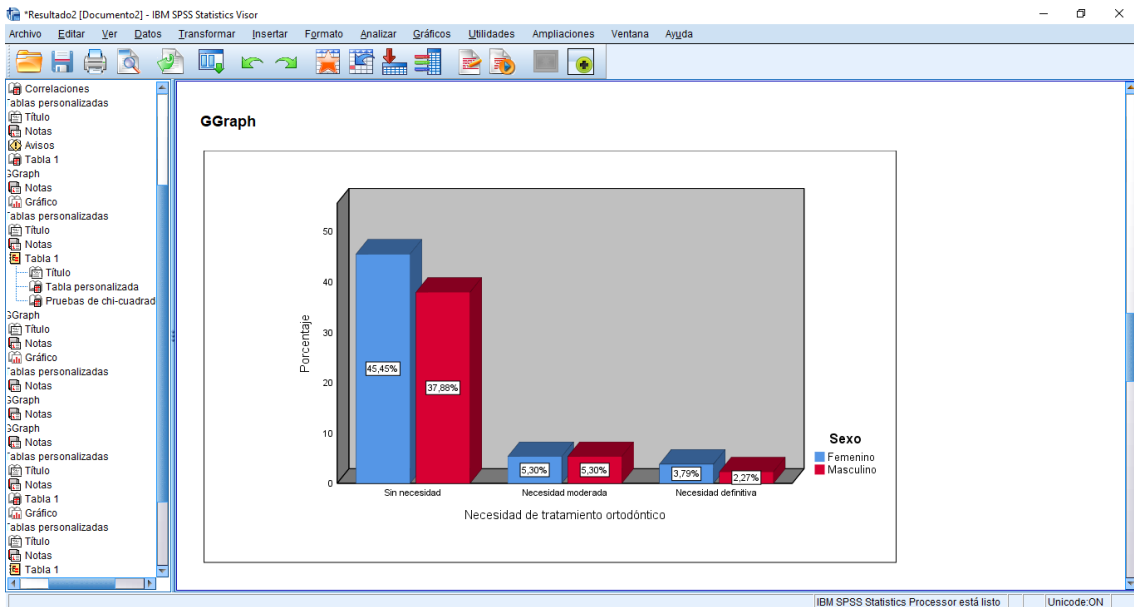 *Resultado2 [Documento2] - IBM SPSS Statistics Visor
Archivo Editar Ver Datos Transformar Insertar Formato Analizar Gráficos Utilidades Ampliaciones Ventana Ayuda
Correlaciones
ablas personalizadas
Título
Notas
Avisos
Tabla 1
GGraph
Notas
Gráfico
ablas personalizadas
Título
Notas
Tabla 1
Título
Tabla personalizada
Pruebas de chi-cuadrad
GGraph
Título
Notas
Gráfico
ablas personalizadas
Notas
GGraph
Notas
GGraph
Notas
ablas personalizadas
Título
Notas
Tabla 1
Gráfico
ablas personalizadas
Título
Notas
Tabla 1
GGraph
Porcentaje
50
40
30
20
10
0
45,45%
37,88%
5,30%
5,30%
3,79%
2,27%
Sin necesidad
Necesidad moderada
Necesidad definitiva
Necesidad de tratamiento ortodóntico
Sexo
Femenino
Masculino
IBM SPSS Statistics Processor está listo
Unicode:ON